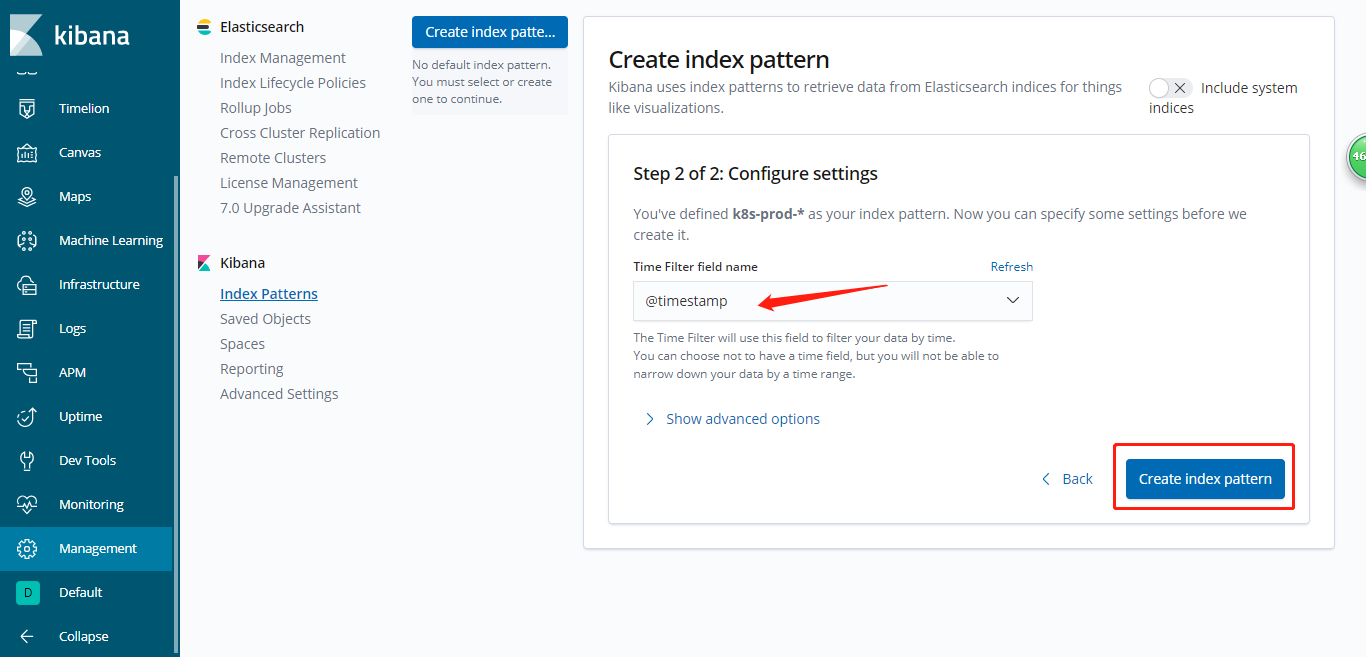 kibana
Timelion
Canvas
Maps
Machine Learning
Infrastructure
Logs
APM
Uptime
Dev Tools
Monitoring
Management
D
Default
Collapse
Elasticsearch
Index Management
Index Lifecycle Policies
Rollup Jobs
Cross Cluster Replication
Remote Clusters
License Management
7.0 Upgrade Assistant
Kibana
Index Patterns
Saved Objects
Spaces
Reporting
Advanced Settings
Create index patte...
No default index pattern.
You must select or create
one to continue.
Create index pattern
Kibana uses index patterns to retrieve data from Elasticsearch indices for things
like visualizations.
Include system
indices
Step 2 of 2: Configure settings
You've defined k8s-prod-* as your index pattern. Now you can specify some settings before we
create it.
Time Filter field name
Refresh
@timestamp
The Time Filter will use this field to filter your data by time.
You can choose not to have a time field, but you will not be able to
narrow down your data by a time range.
Show advanced options
Back
Create index pattern
46